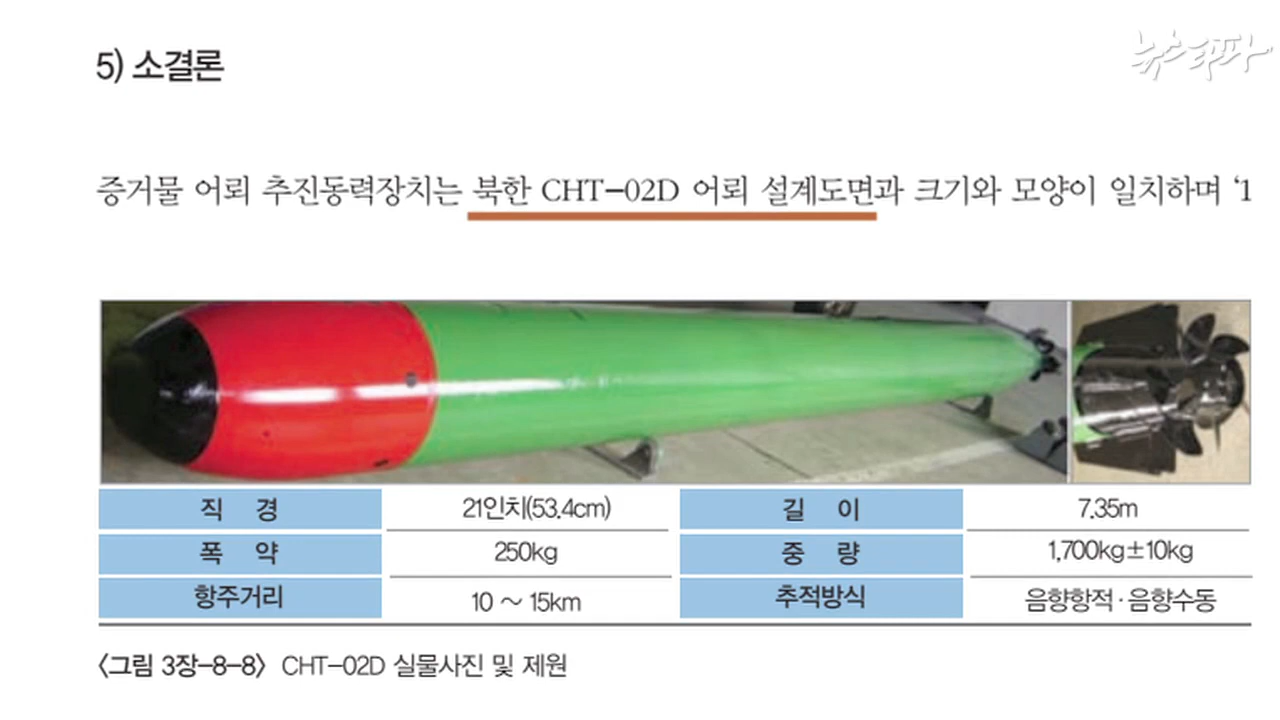 뉴스타파
5) 소결론
증거물 어뢰 추진동력장치는 북한 CHT-02D 어뢰 설계도면과 크기와 모양이 일치하며 ‘1
직 경 21인치(53.4cm) 길 이 7.35m
폭 약 250kg 중 량 1,700kg±10kg
항주거리 10 ~ 15km 추적방식 음향항적·음향수동
〈그림 3장-8-8〉 CHT-02D 실물사진 및 제원